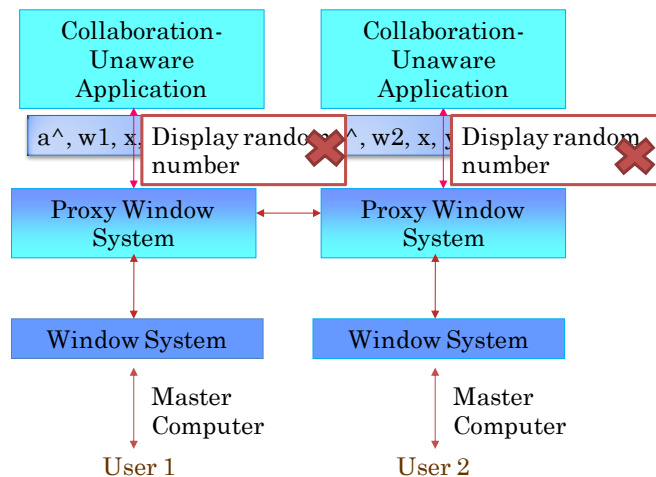 Collaboration-
Unaware
Application
Collaboration-
Unaware
Application
a^, w1, x,
Display random
number
^, w2, x, y
Display random
number
Proxy Window
System
Proxy Window
System
Window System
Window System
Master
Computer
Master
Computer
User 1
User 2